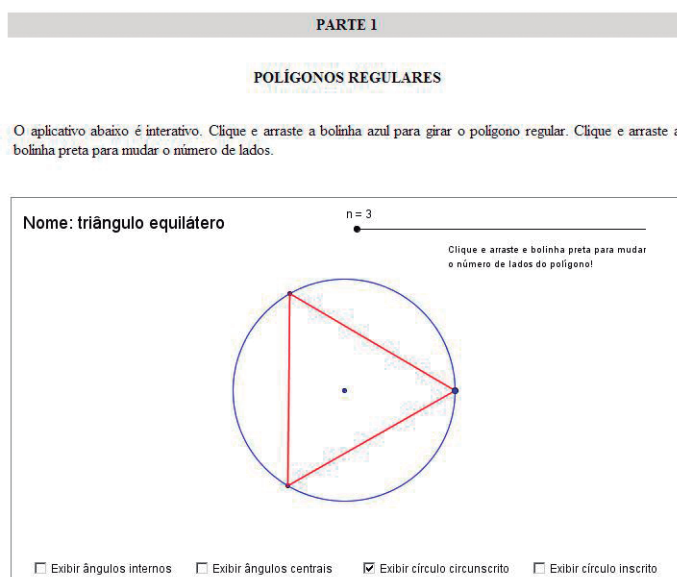 PARTE 1
POLÍGONOS REGULARES
O aplicativo abaixo é interativo. Clique e arraste a bolinha azul para girar o polígono regular. Clique e arraste a
bolinha preta para mudar o número de lados.
Nome: triângulo equilátero
n = 3
Clique e arraste e bolinha preta para mudar
o número de lados do polígono!
Exibir ângulos internos
Exibir ângulos centrais
Exibir círculo circunscrito
Exibir círculo inscrito